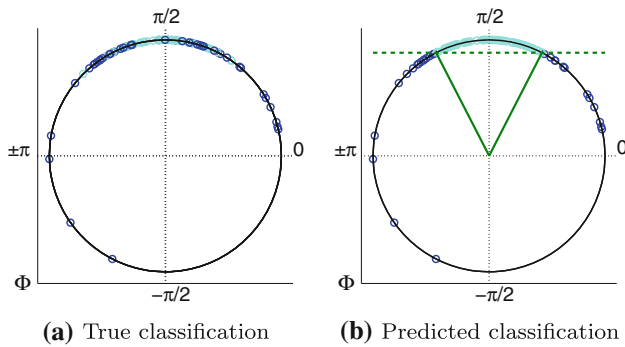 π/2 π/2
±π 0 ±π 0
Φ −π/2 Φ −π/2
(a) True classification (b) Predicted classification